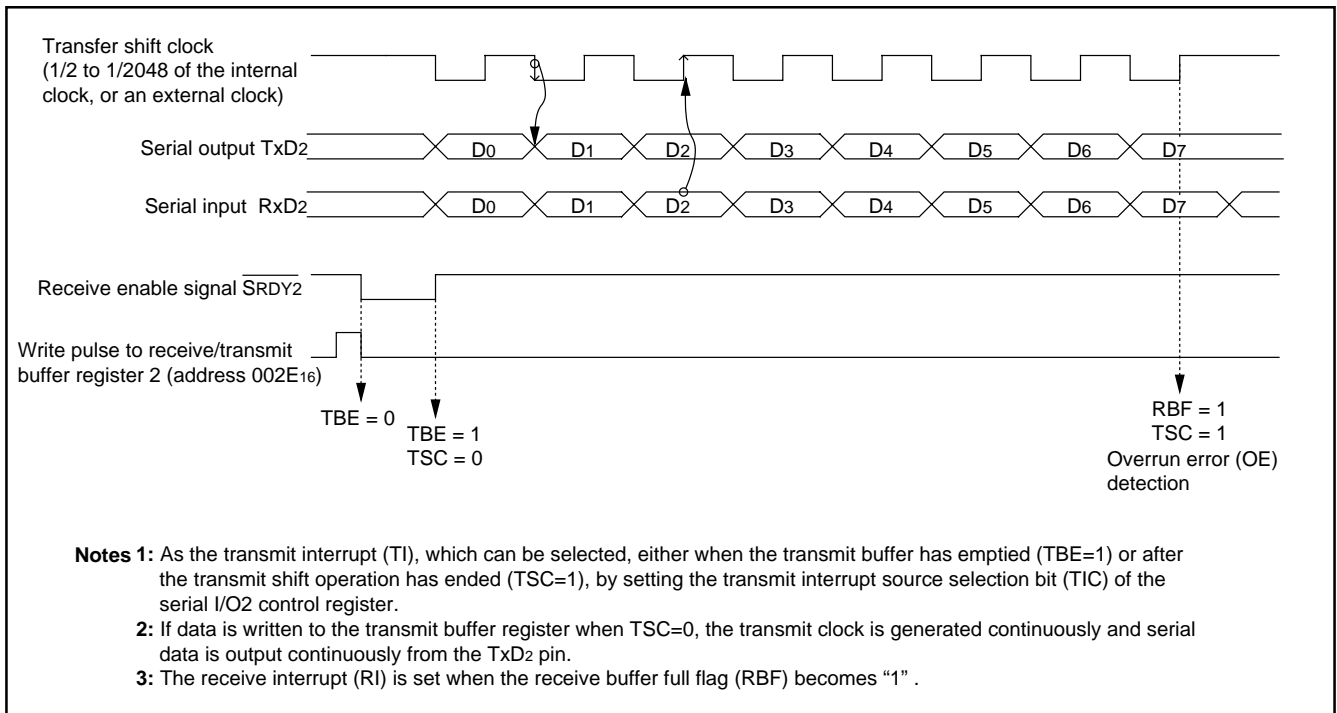 Transfer shift clock
(1/2 to 1/2048 of the internal
clock, or an external clock)
Serial output TxD2
D0 D1 D2 D3 D4 D5 D6 D7
Serial input RxD2
D0 D1 D2 D3 D4 D5 D6 D7
Receive enable signal SRDY2
Write pulse to receive/transmit
buffer register 2 (address 002E16)
TBE = 0
TBE = 1
TSC = 0
RBF = 1
TSC = 1
Overrun error (OE)
detection
Notes 1: As the transmit interrupt (TI), which can be selected, either when the transmit buffer has emptied (TBE=1) or after
the transmit shift operation has ended (TSC=1), by setting the transmit interrupt source selection bit (TIC) of the
serial I/O2 control register.
2: If data is written to the transmit buffer register when TSC=0, the transmit clock is generated continuously and serial
data is output continuously from the TxD2 pin.
3: The receive interrupt (RI) is set when the receive buffer full flag (RBF) becomes “1” .